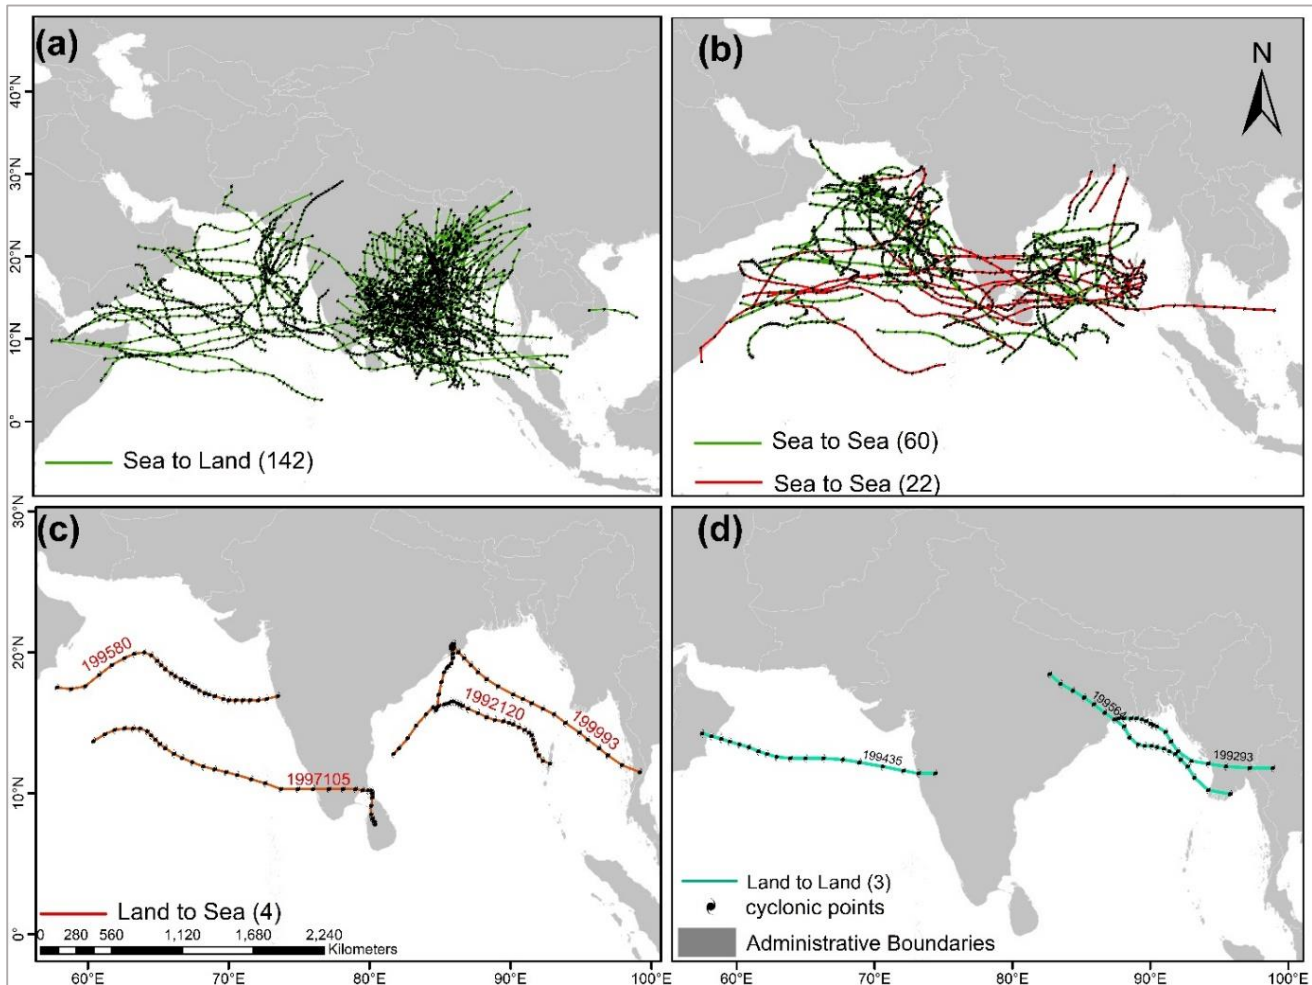 (a)
(b)
N
40°N
30°N
20°N
10°N
0°
Sea to Land (142)
Sea to Sea (60)
Sea to Sea (22)
(c)
(d)
30°N
20°N
10°N
0°
199580
1992120
199993
1997105
199564
199435
199293
Land to Sea (4)
0 280 560 1,120 1,680 2,240
Kilometers
Land to Land (3)
cyclonic points
Administrative Boundaries
60°E 70°E 80°E 90°E 100°E
60°E 70°E 80°E 90°E 100°E